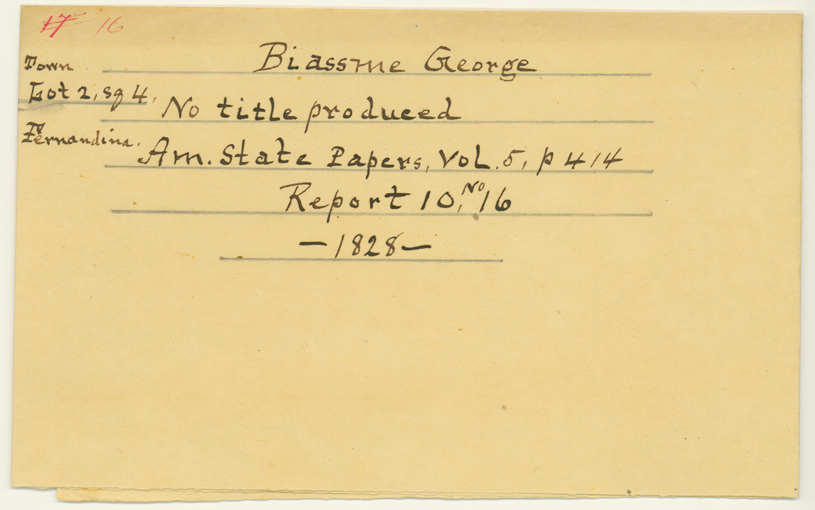 17 16
Town
Biassme George
Lot 2, sq 4,
No title produced
Fernandina.
Am. State Papers, Vol. 5, p 414
Report 10, No 16
—1828—